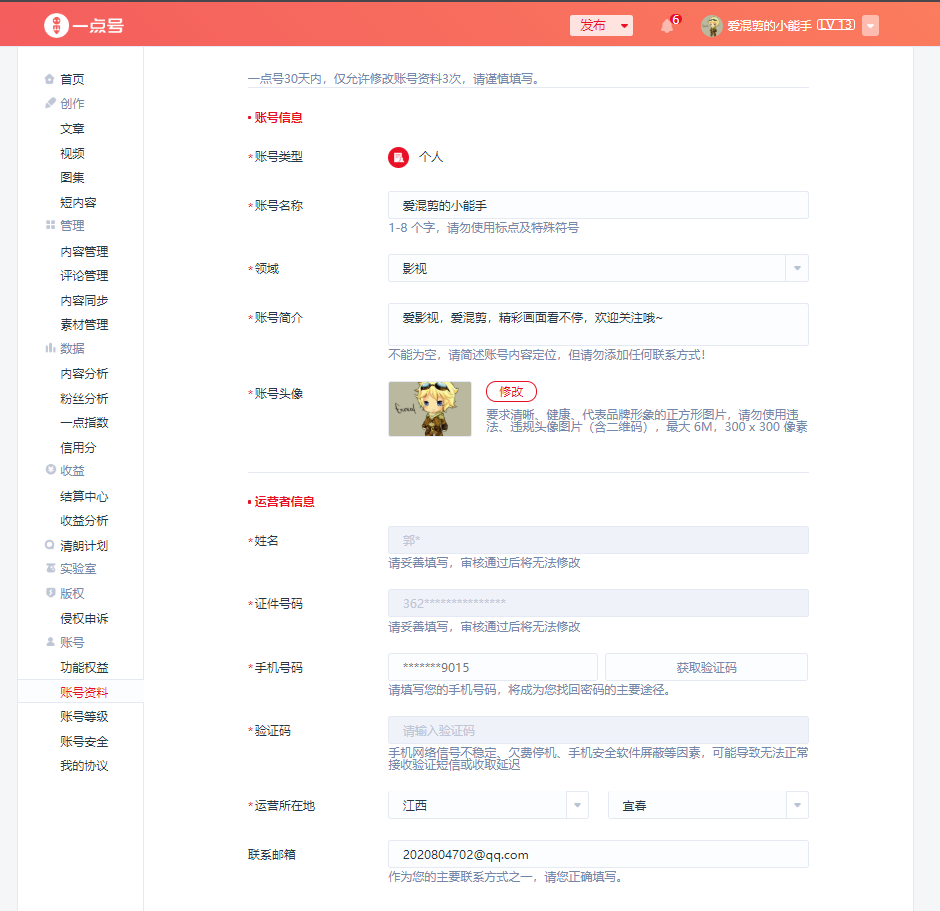 一点号
发布
6
爱混剪的小能手
LV 13
首页
创作
文章
视频
图集
短内容
管理
内容管理
评论管理
内容同步
素材管理
数据
内容分析
粉丝分析
一点指数
信用分
收益
结算中心
收益分析
清朗计划
实验室
版权
侵权申诉
账号
功能权益
账号资料
账号等级
账号安全
我的协议
一点号30天内，仅允许修改账号资料3次，请谨慎填写。
• 账号信息
*账号类型
个人
*账号名称
爱混剪的小能手
1-8 个字，请勿使用标点及特殊符号
*领域
影视
*账号简介
爱影视，爱混剪，精彩画面看不停，欢迎关注哦~
不能为空，请简述账号内容定位，但请勿添加任何联系方式！
*账号头像
修改
要求清晰、健康、代表品牌形象的正方形图片，请勿使用违
法、违规头像图片（含二维码），最大 6M，300 x 300 像素
• 运营者信息
*姓名
郭*
请妥善填写，审核通过后将无法修改
*证件号码
362***************
请妥善填写，审核通过后将无法修改
*手机号码
*******9015
获取验证码
请填写您的手机号码，将成为您找回密码的主要途径。
*验证码
请输入验证码
手机网络信号不稳定、欠费停机、手机安全软件屏蔽等因素，可能导致无法正常
接收验证短信或收取延迟
*运营所在地
江西
宜春
联系邮箱
2020804702@qq.com
作为您的主要联系方式之一，请您正确填写。